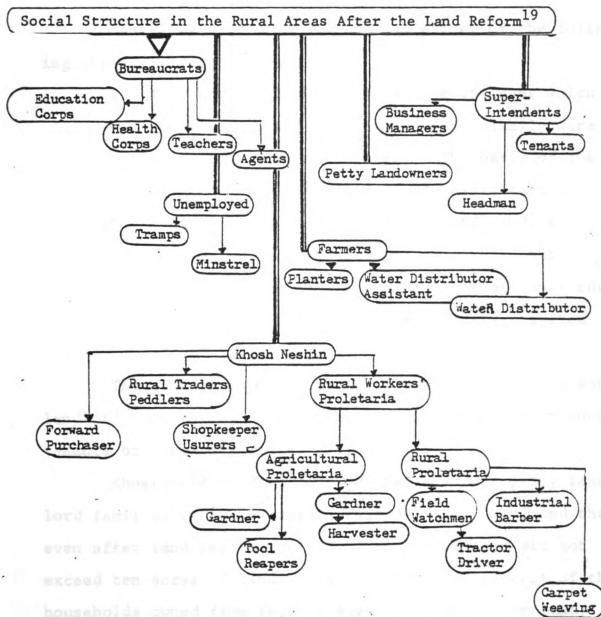 Social Structure in the Rural Areas After the Land Reform19
Bureaucrats
Education
Corps
Health
Corps
Teachers
Agents
Business
Managers
Super-
Intendents
Tenants
Petty Landowners
Headman
Unemployed
Tramps
Minstrel
Farmers
Planters
Water Distributor
Assistant
Water Distributor
Khosh Neshin
Rural Traders
Peddlers
Rural Workers'
Proletaria
Forward
Purchaser
Shopkeeper
Usurers
Agricultural
Proletaria
Rural
Proletaria
Gardner
Gardner
Field
Watchmen
Industrial
Barber
Tool
Reapers
Harvester
Tractor
Driver
Carpet
Weaving